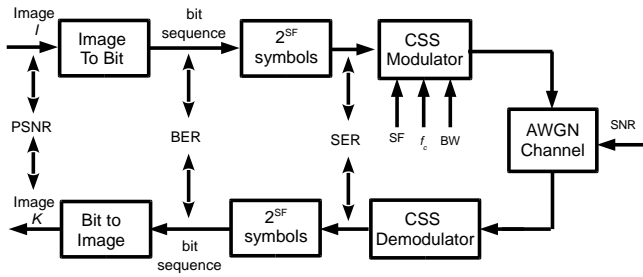 Image
I
Image
To Bit
bit
sequence
2^SF
symbols
CSS
Modulator
SF
f_c
BW
PSNR
BER
SER
AWGN
Channel
SNR
Image
K
Bit to
Image
bit
sequence
2^SF
symbols
CSS
Demodulator